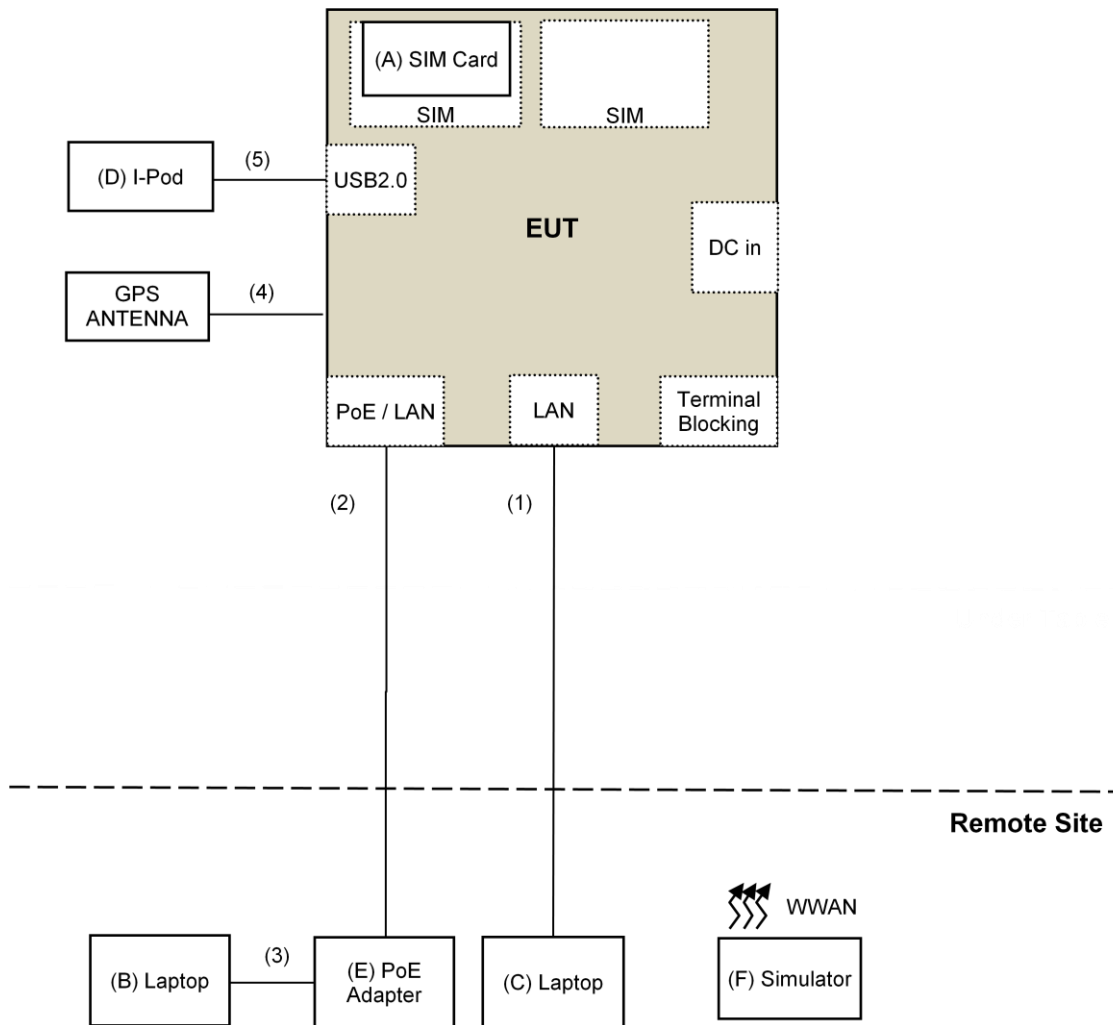 (A) SIM Card
SIM
SIM
(D) I-Pod
(5)
USB2.0
EUT
DC in
GPS
ANTENNA
(4)
PoE / LAN
LAN
Terminal
Blocking
(2)
(1)
Remote Site
WWAN
(B) Laptop
(3)
(E) PoE
Adapter
(C) Laptop
(F) Simulator